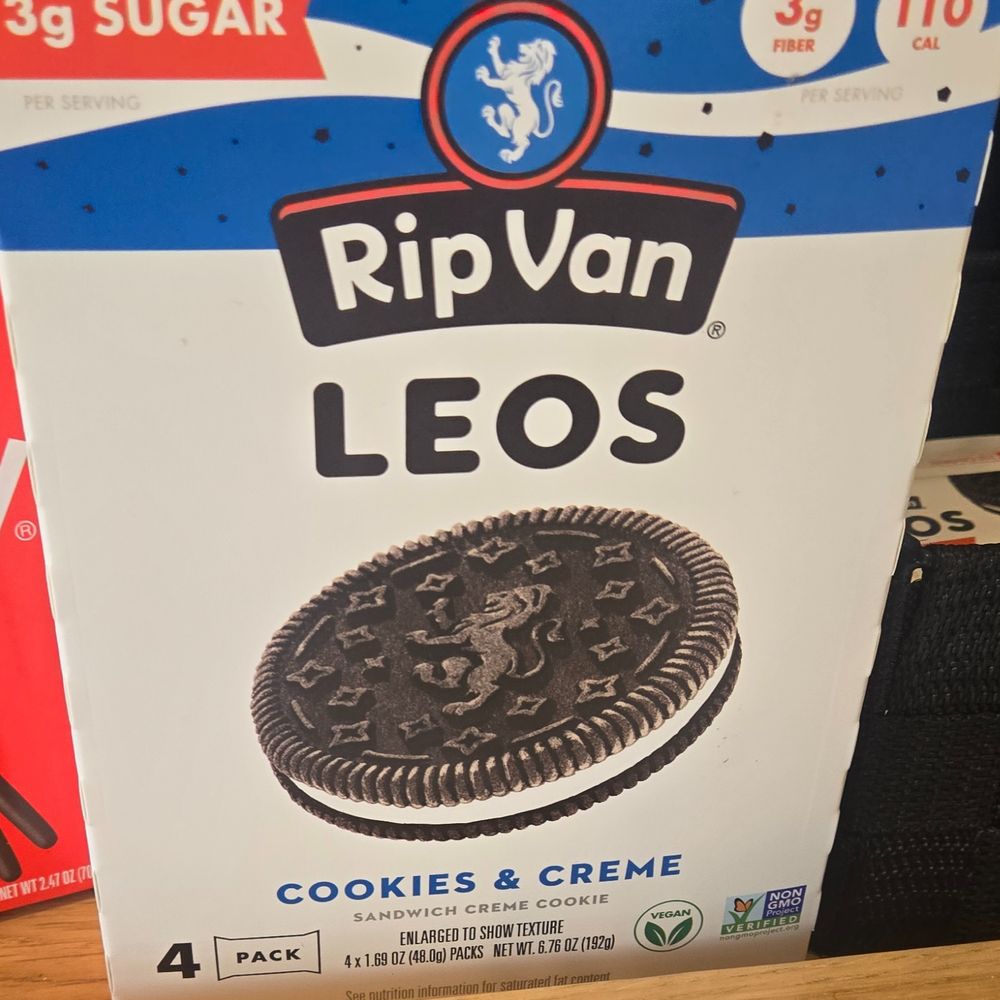 3g SUGAR
PER SERVING
3g
FIBER
110
CAL
PER SERVING
Rip Van
®
LEOS
®
OS
COOKIES & CREME
SANDWICH CREME COOKIE
ENLARGED TO SHOW TEXTURE
4 x 1.69 OZ (48.0g) PACKS NET WT. 6.76 OZ (192g)
4 PACK
VEGAN
NON
GMO
Project
VERIFIED
nongmoproject.org
NET WT 2.47 OZ (70
See nutrition information for saturated fat content